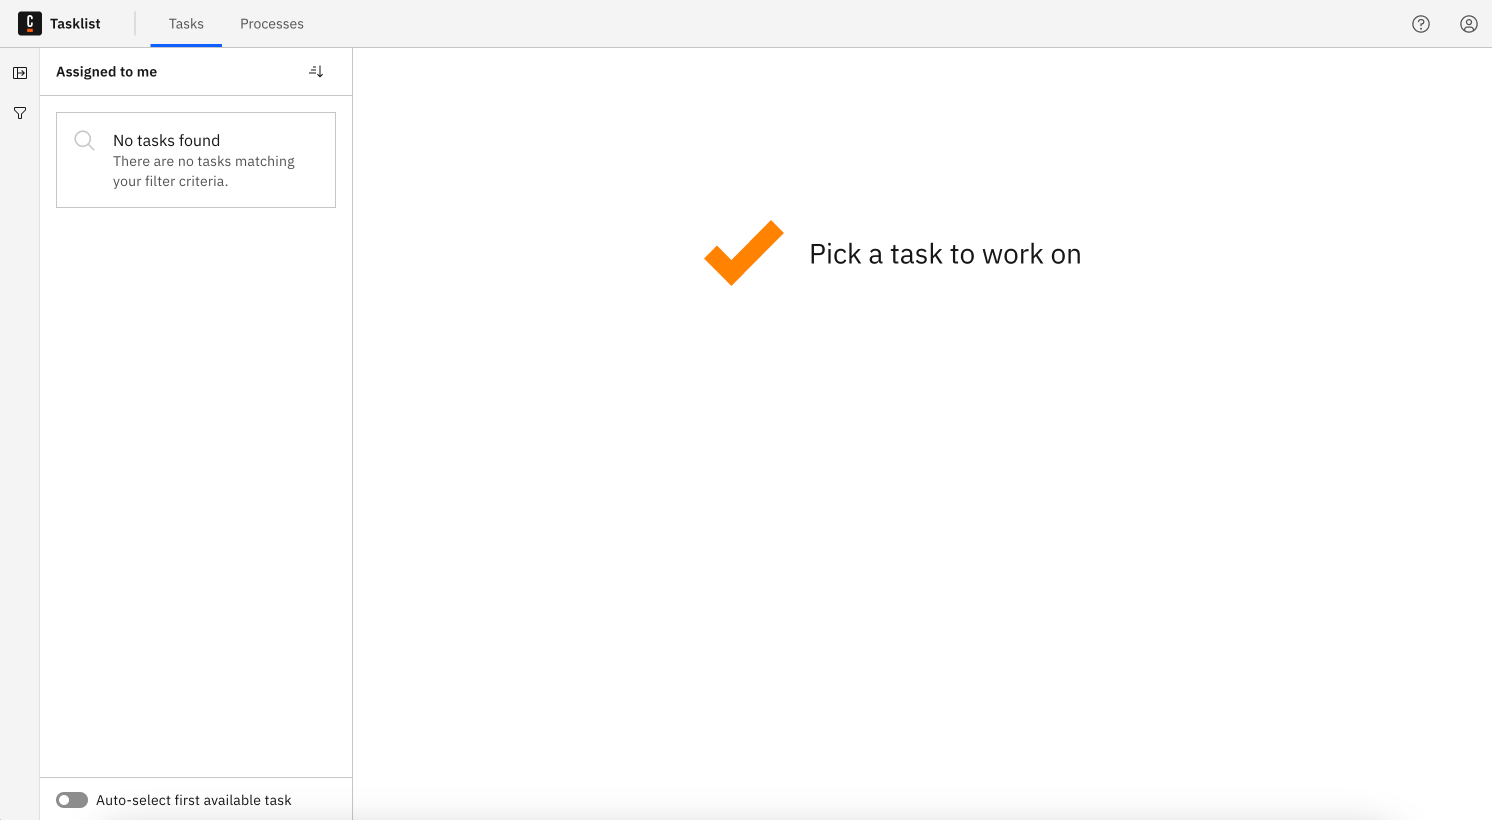 Tasklist
Tasks
Processes
Assigned to me
No tasks found
There are no tasks matching
your filter criteria.
Pick a task to work on
Auto-select first available task